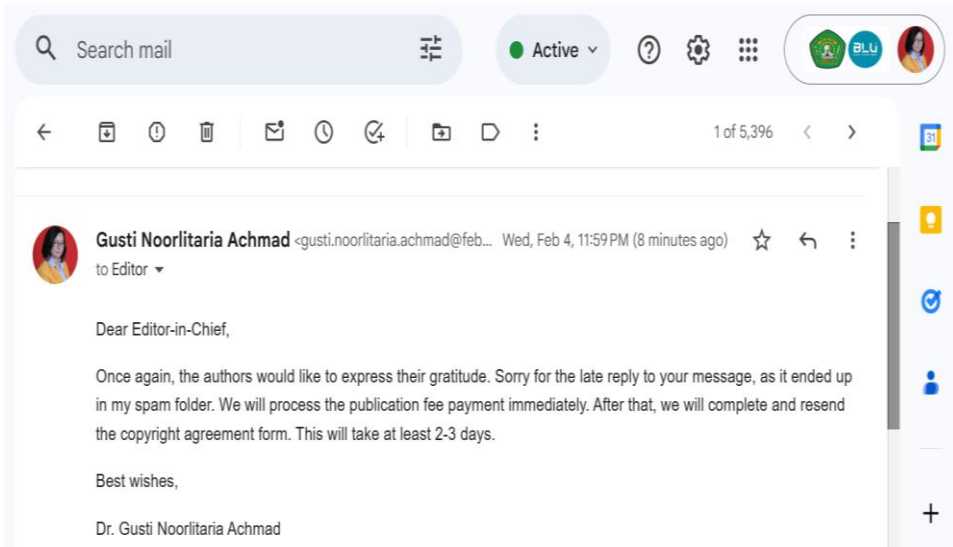 Search mail
Active
BLU
1 of 5,396
31
Gusti Noorlitaria Achmad <gusti.noorlitaria.achmad@feb... Wed, Feb 4, 11:59 PM (8 minutes ago)
to Editor
Dear Editor-in-Chief,
Once again, the authors would like to express their gratitude. Sorry for the late reply to your message, as it ended up
in my spam folder. We will process the publication fee payment immediately. After that, we will complete and resend
the copyright agreement form. This will take at least 2-3 days.
Best wishes,
Dr. Gusti Noorlitaria Achmad